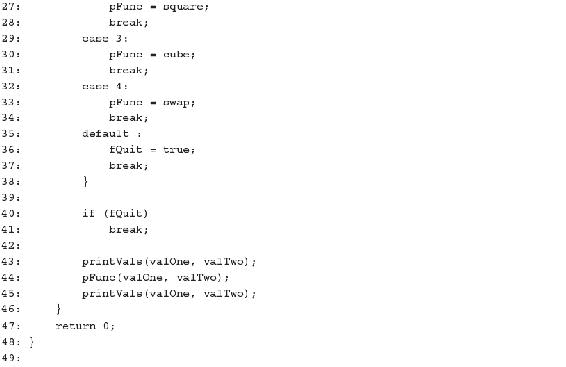 27:             pFunc = square;
28:             break;
29:         case 3:
30:             pFunc = cube;
31:             break;
32:         case 4:
33:             pFunc = swap;
34:             break;
35:         default :
36:             fQuit = true;
37:             break;
38:         }
39:
40:         if (fQuit)
41:             break;
42:
43:         printVals(valOne, valTwo);
44:         pFunc(valOne, valTwo);
45:         printVals(valOne, valTwo);
46:     }
47:     return 0;
48: }
49: